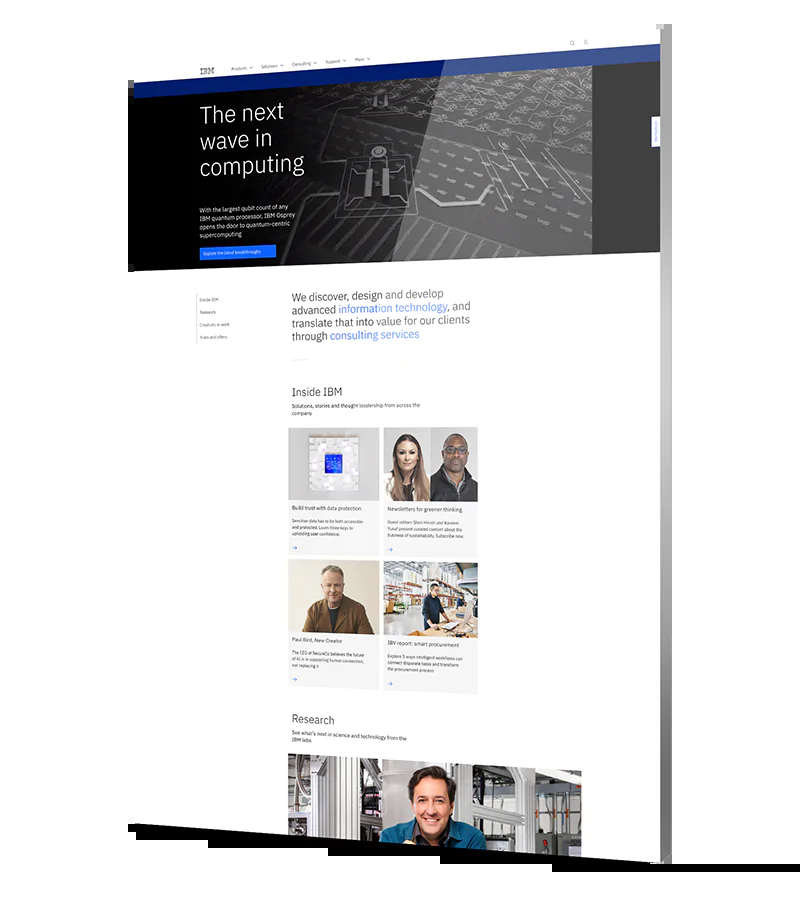 IBM
Products
Solutions
Consulting
Support
More
The next
wave in
computing
With the largest qubit count of any
IBM quantum processor, IBM Osprey
opens the door to quantum-centric
supercomputing
Explore the latest breakthroughs
Inside IBM
Research
Creativity at work
Trials and offers
We discover, design and develop
advanced information technology, and
translate that into value for our clients
through consulting services
Inside IBM
Solutions, stories and thought leadership from across the
company
Build trust with data protection
Sensitive data has to be both accessible
and protected. Learn three keys to
upholding user confidence.
Newsletters for greener thinking
Guest editors Shari Hinish and Kareem
Yusuf present curated content about the
business of sustainability. Subscribe now.
Paul Bird, New Creator
The CEO of SecureCo believes the future
of AI is in supporting human connection,
not replacing it
IBV report: smart procurement
Explore 5 ways intelligent workflows can
connect disparate tasks and transform
the procurement process
Research
See what's next in science and technology from the
IBM labs